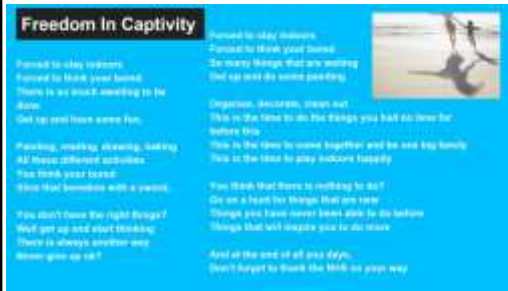 Freedom In Captivity
Forced to stay indoors
Forced to think your bored
There is so much wanting to be
done
Get up and have some fun.
Painting, reading, drawing, baking
All these different activities
You think your bored
Slice that boredom with a sword.
You don't have the right things?
Well get up and start thinking
There is always another way
Never give up ok?
Forced to stay indoors
Forced to think your bored
So many things that are waiting
Get up and do some painting
Organise, decorate, clean out
This is the time to do the things you had no time for
before this
This is the time to come together and be one big family
This is the time to play indoors happily
You think that there is nothing to do?
Go on a hunt for things that are new
Things you have never been able to do before
Things that will inspire you to do more
And at the end of all you days,
Don't forget to thank the NHS on your way